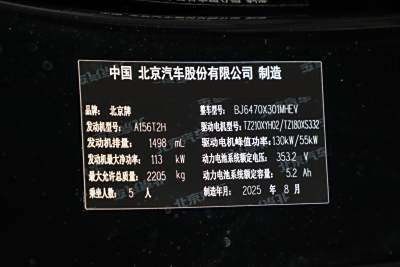 中国 北京汽车股份有限公司 制造
品牌: 北京牌 整车型号: BJ6470X301MHEV
发动机型号: A156T2H 驱动电机型号: TZ210XYH02/TZ180XS332
发动机排量: 1498 mL 驱动电机峰值功率: 130kW/55kW
发动机最大净功率: 113 kW 动力电池系统额定电压: 353.2 V
最大允许总质量: 2205 kg 动力电池系统额定容量: 5.2 Ah
乘坐人数: 5 人 制造年月: 2025 年 8 月